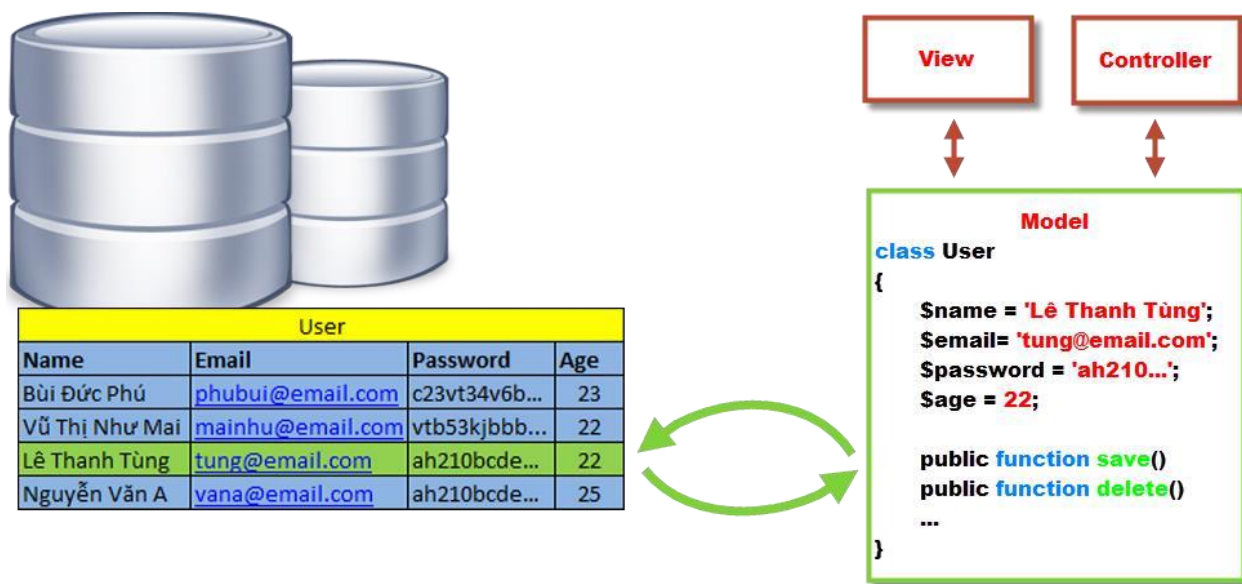 User
Name Email Password Age
Bùi Đức Phú phubui@email.com c23vt34v6b... 23
Vũ Thị Như Mai mainhu@email.com vtb53kjbbb... 22
Lê Thanh Tùng tung@email.com ah210bcde... 22
Nguyễn Văn A vana@email.com ah210bcde... 25
View
Controller
Model
class User
{
$name = 'Lê Thanh Tùng';
$email= 'tung@email.com';
$password = 'ah210...';
$age = 22;
public function save()
public function delete()
...
}